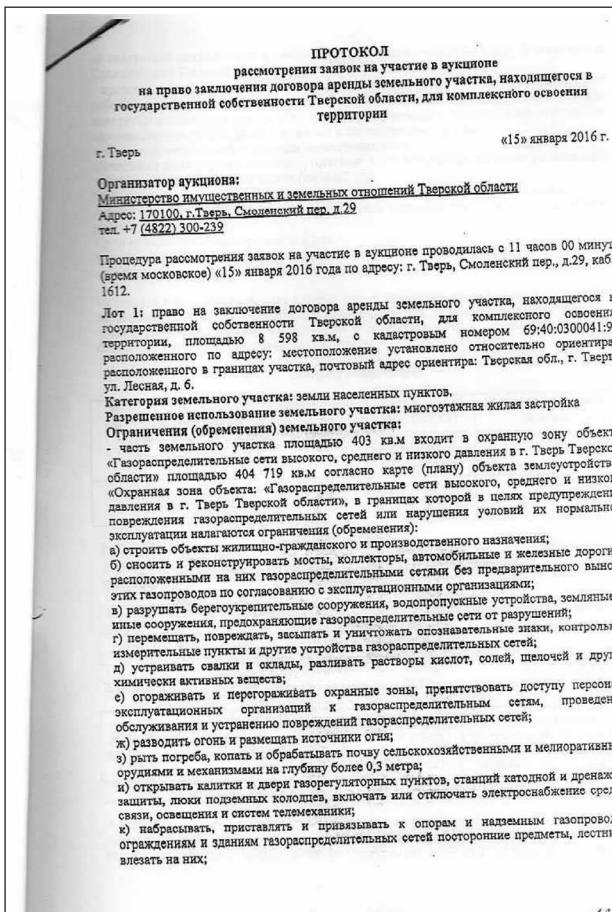 ПРОТОКОЛ
рассмотрения заявок на участие в аукционе
на право заключения договора аренды земельного участка, находящегося в
государственной собственности Тверской области, для комплексного освоения
территории
г. Тверь
«15» января 2016 г.
Организатор аукциона:
Министерство имущественных и земельных отношений Тверской области
Адрес: 170100, г.Тверь, Смоленский пер. д.29
тел. +7 (4822) 300-239
Процедура рассмотрения заявок на участие в аукционе проводилась с 11 часов 00 минут
(время московское) «15» января 2016 года по адресу: г. Тверь, Смоленский пер., д.29, каб.
1612.
Лот 1: право на заключение договора аренды земельного участка, находящегося в
государственной собственности Тверской области, для комплексного освоения
территории, площадью 8 598 кв.м, с кадастровым номером 69:40:0300041:9
расположенного по адресу: местоположение установлено относительно ориентира
расположенного в границах участка, почтовый адрес ориентира: Тверская обл., г. Тверь
ул. Лесная, д. 6.
Категория земельного участка: земли населенных пунктов,
Разрешенное использование земельного участка: многоэтажная жилая застройка
Ограничения (обременения) земельного участка:
- часть земельного участка площадью 403 кв.м входит в охранную зону объект
«Газораспределительные сети высокого, среднего и низкого давления в г. Тверь Тверско
области» площадью 404 719 кв.м согласно карте (плану) объекта землеустройств
«Охранная зона объекта: «Газораспределительные сети высокого, среднего и низког
давления в г. Тверь Тверской области», в границах которой в целях предупрежден
повреждения газораспределительных сетей или нарушения условий их нормально
эксплуатации налагаются ограничения (обременения):
а) строить объекты жилищно-гражданского и производственного назначения;
б) сносить и реконструировать мосты, коллекторы, автомобильные и железные дороги
расположенными на них газораспределительными сетями без предварительного вынос
этих газопроводов по согласованию с эксплуатационными организациями;
в) разрушать берегоукрепительные сооружения, водопропускные устройства, земляные
иные сооружения, предохраняющие газораспределительные сети от разрушений;
г) перемещать, повреждать, засыпать и уничтожать опознавательные знаки, контроль
измерительные пункты и другие устройства газораспределительных сетей;
д) устраивать свалки и склады, разливать растворы кислот, солей, щелочей и друг
химически активных веществ;
е) огораживать и перегораживать охранные зоны, препятствовать доступу персона
эксплуатационных организаций к газораспределительным сетям, проведен
обслуживания и устранению повреждений газораспределительных сетей;
ж) разводить огонь и размещать источники огня;
з) рыть погреба, копать и обрабатывать почву сельскохозяйственными и мелиоративны
орудиями и механизмами на глубину более 0,3 метра;
и) открывать калитки и двери газорегуляторных пунктов, станций катодной и дренаж
защиты, люки подземных колодцев, включать или отключать электроснабжение сред
связи, освещения и систем телемеханики;
к) набрасывать, приставлять и привязывать к опорам и надземным газопровод
ограждениям и зданиям газораспределительных сетей посторонние предметы, лестни
влезать на них;